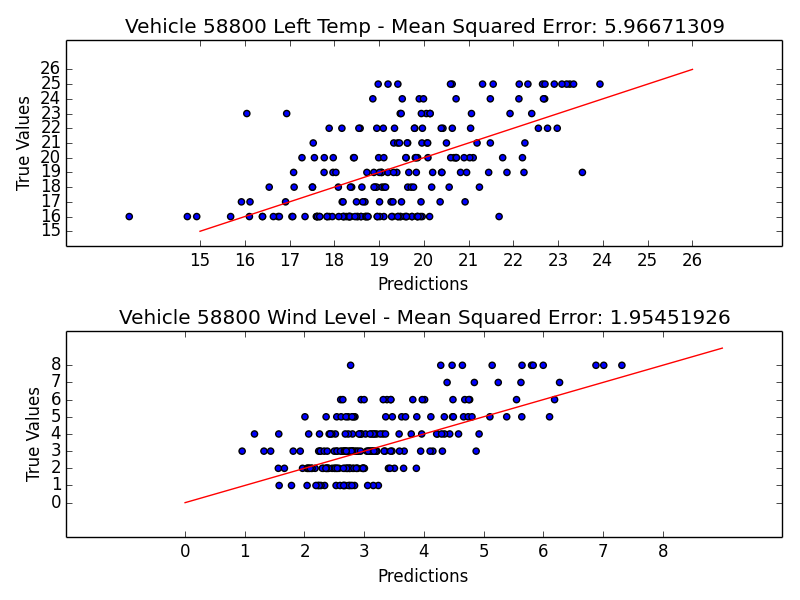 Vehicle 58800 Left Temp - Mean Squared Error: 5.96671309
True Values
26
25
24
23
22
21
20
19
18
17
16
15
15 16 17 18 19 20 21 22 23 24 25 26
Predictions
Vehicle 58800 Wind Level - Mean Squared Error: 1.95451926
True Values
8
7
6
5
4
3
2
1
0
0 1 2 3 4 5 6 7 8
Predictions